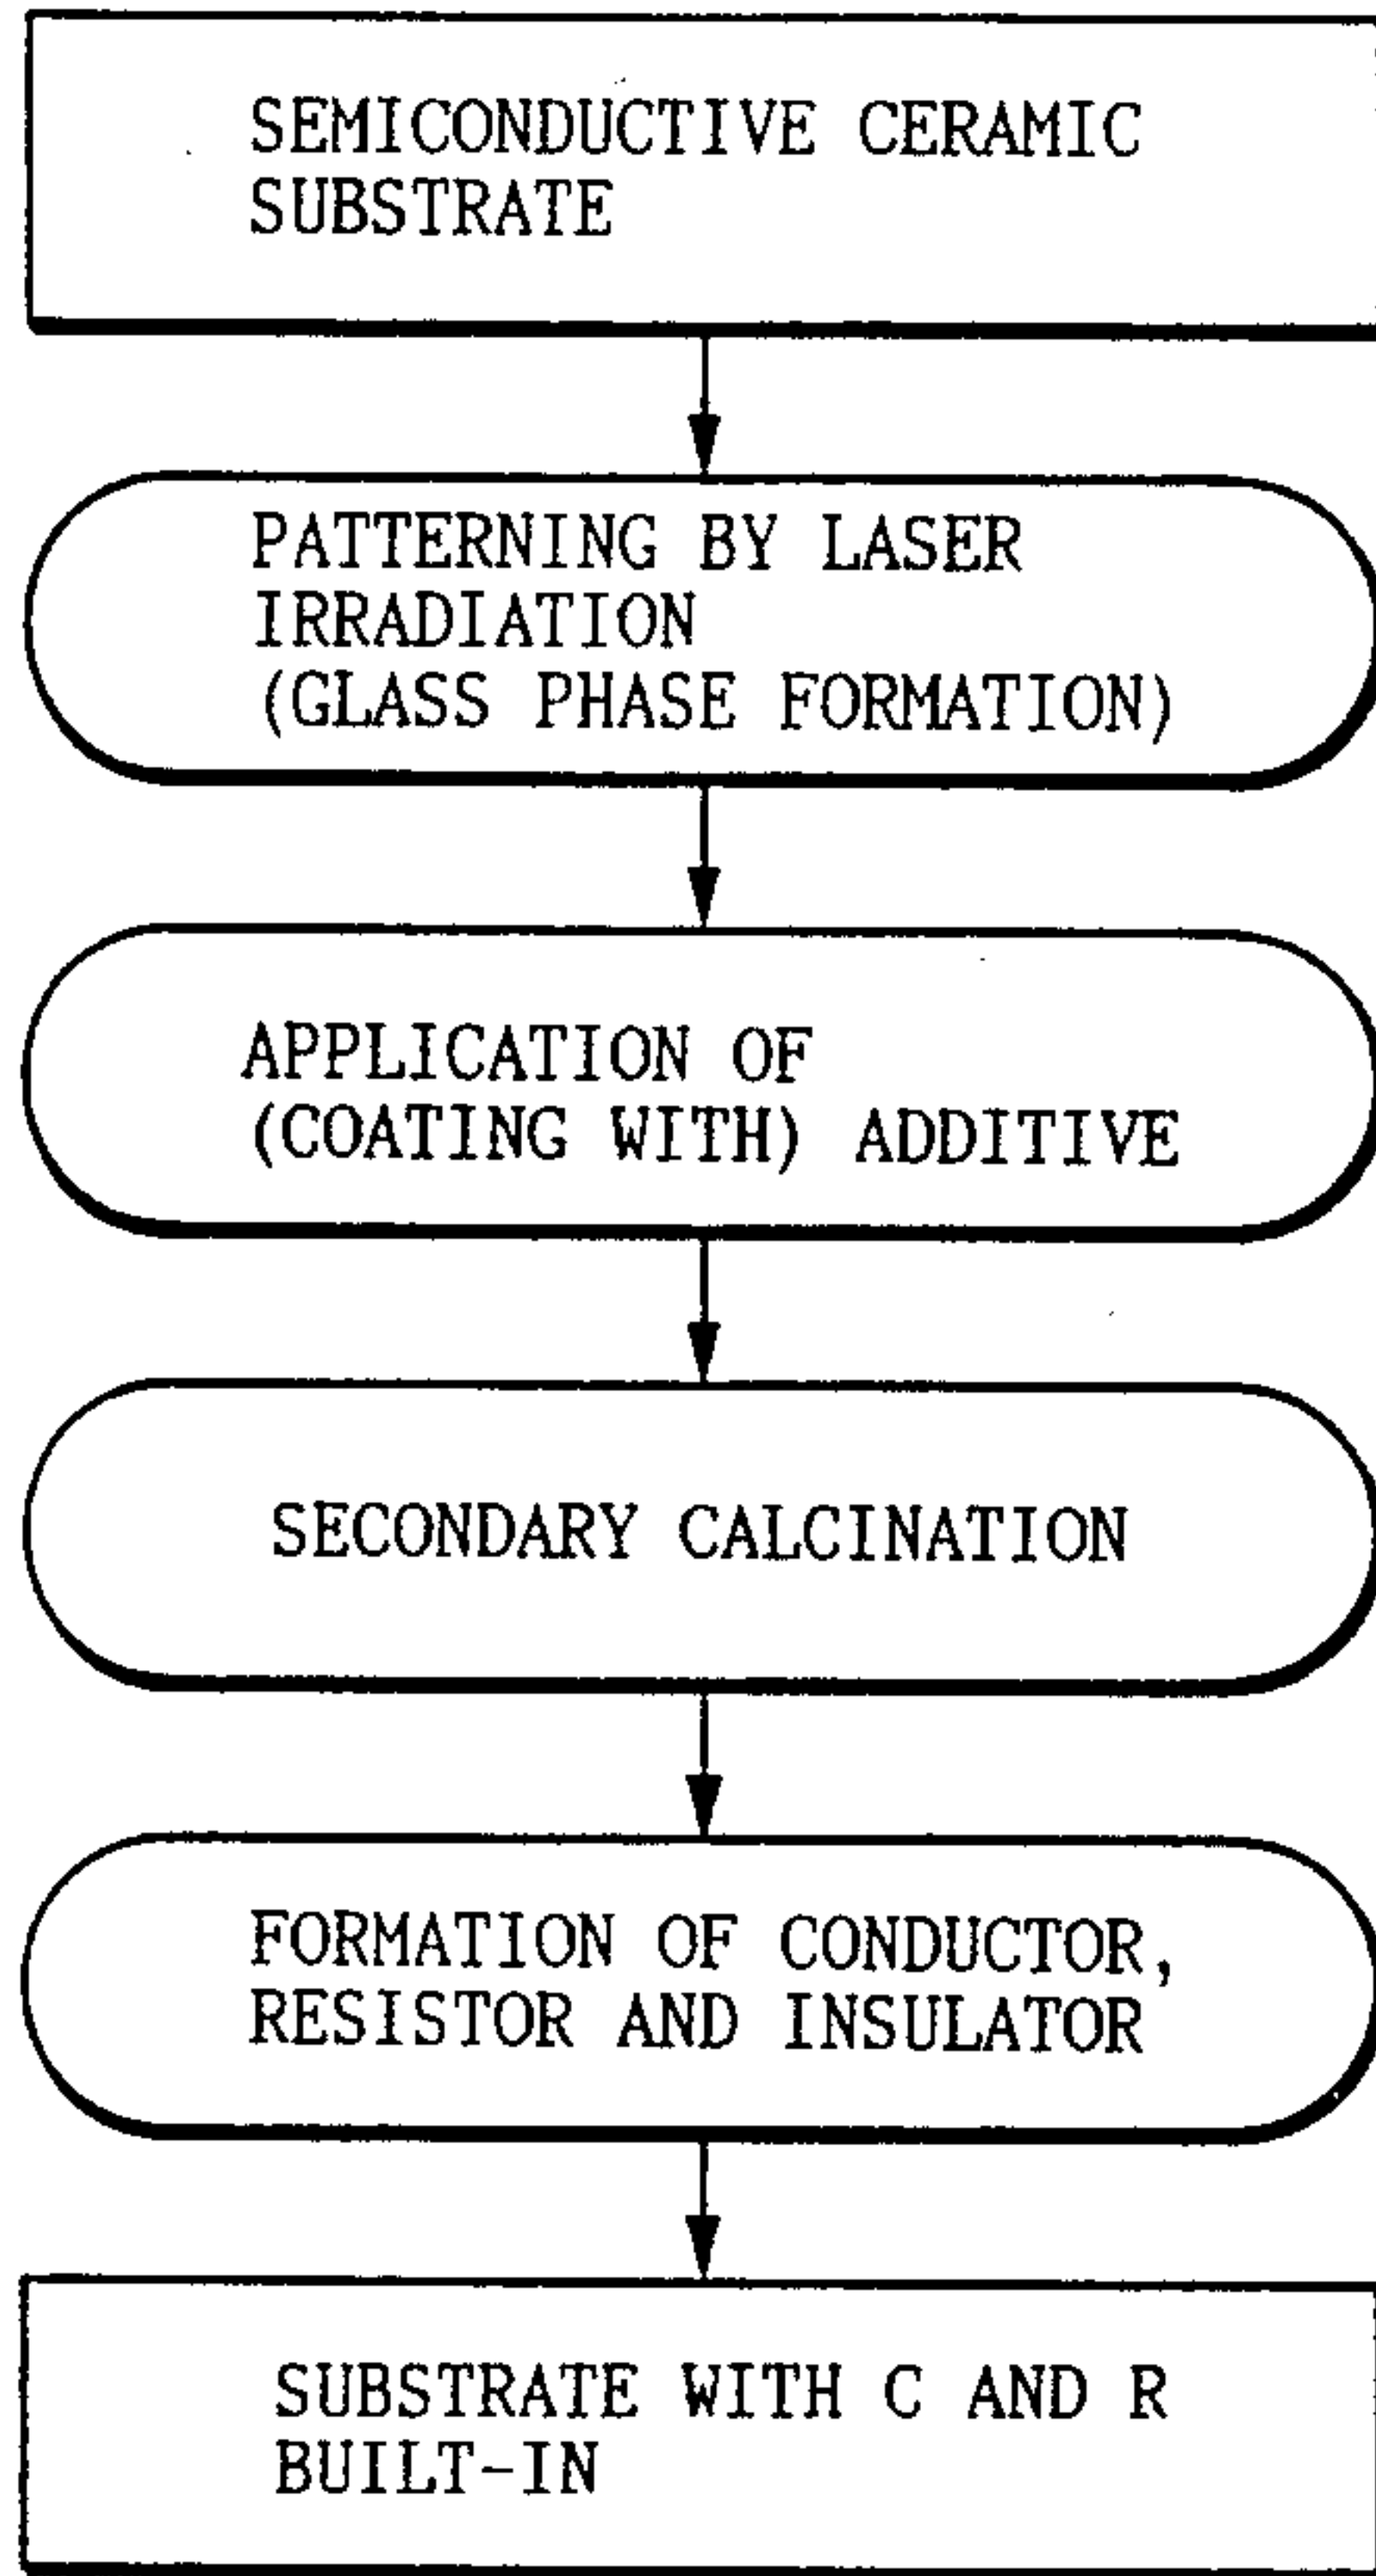 SEMICONDUCTIVE CERAMIC
SUBSTRATE
PATTERNING BY LASER
IRRADIATION
(GLASS PHASE FORMATION)
APPLICATION OF
(COATING WITH) ADDITIVE
SECONDARY CALCINATION
FORMATION OF CONDUCTOR,
RESISTOR AND INSULATOR
SUBSTRATE WITH C AND R
BUILT-IN